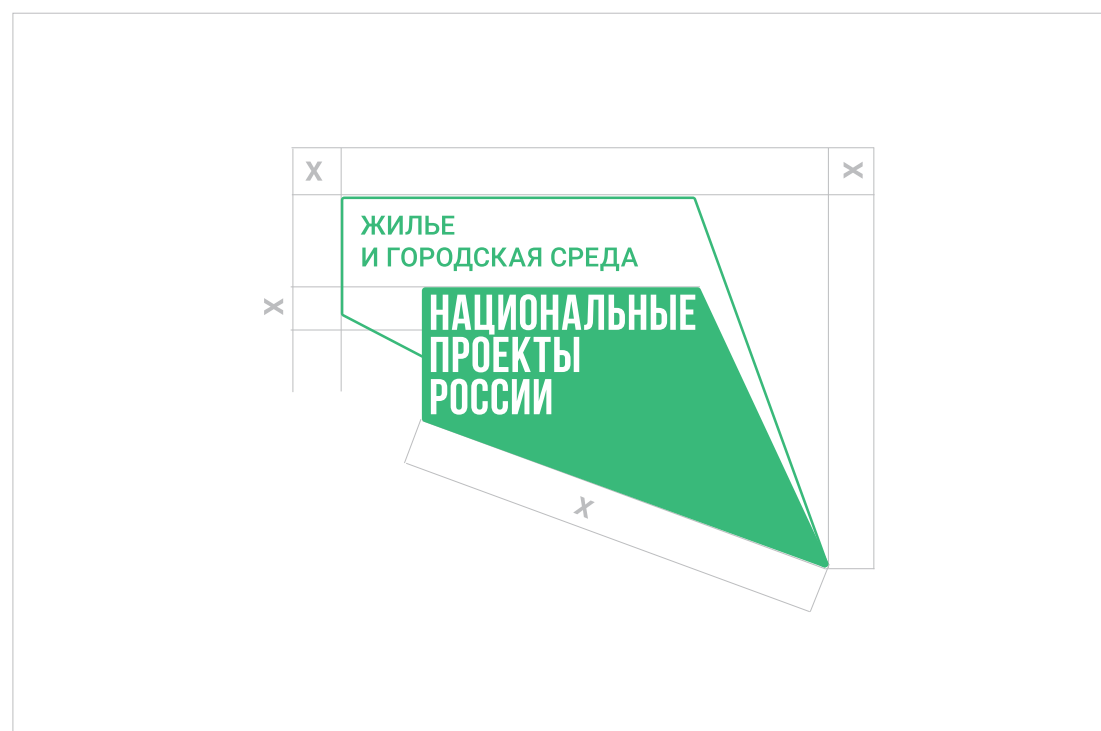 X
X
ЖИЛЬЕ
И ГОРОДСКАЯ СРЕДА
X
НАЦИОНАЛЬНЫЕ
ПРОЕКТЫ
РОССИИ
X